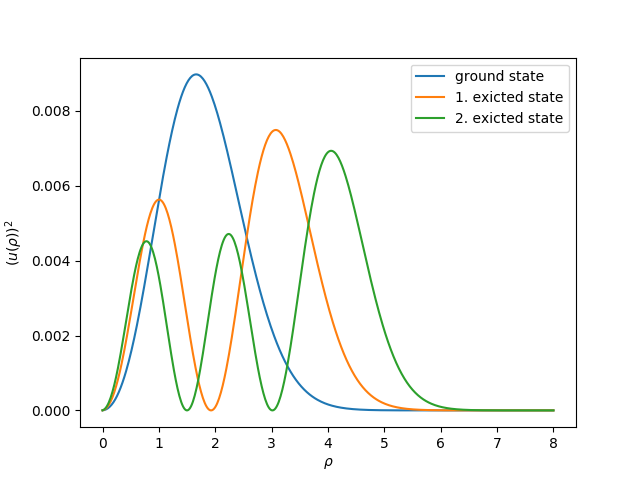 ground state
1. exicted state
2. exicted state
0.008
0.006
0.004
0.002
0.000
(u(ρ))²
0 1 2 3 4 5 6 7 8
ρ